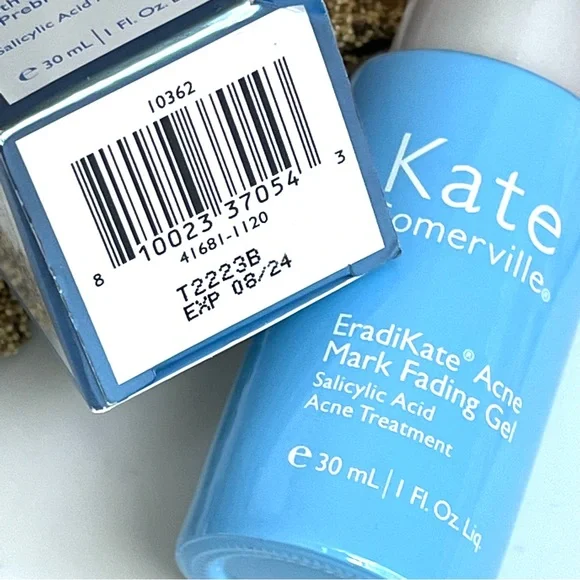 Prebi
Salicylic Acid
℮ 30 mL | 1 Fl. Oz. L
10362
8 10023 37054 3
41681-1120
T2223B
EXP 08/24
Kate
omerville®
EradiKate® Acne
Mark Fading Gel
Salicylic Acid
Acne Treatment
℮ 30 mL | 1 Fl. Oz. Liq.